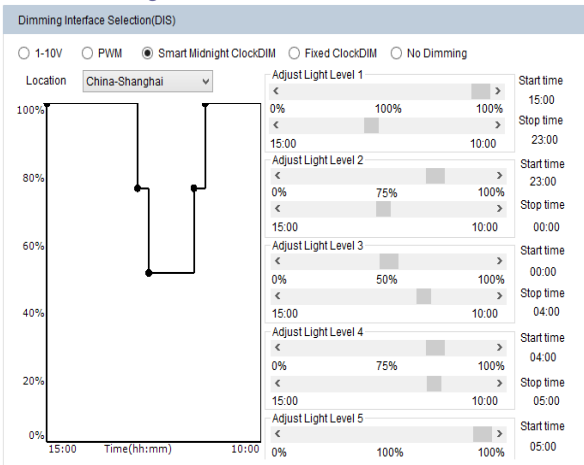 Dimming Interface Selection(DIS)
1-10V PWM Smart Midnight ClockDIM Fixed ClockDIM No Dimming
Location China-Shanghai
100%
80%
60%
40%
20%
0%
15:00 Time(hh:mm) 10:00
Adjust Light Level 1
0% 100% 100%
15:00 10:00
Start time
15:00
Stop time
23:00
Adjust Light Level 2
0% 75% 100%
15:00 10:00
Start time
23:00
Stop time
00:00
Adjust Light Level 3
0% 50% 100%
15:00 10:00
Start time
00:00
Stop time
04:00
Adjust Light Level 4
0% 75% 100%
15:00 10:00
Start time
04:00
Stop time
05:00
Adjust Light Level 5
0% 100% 100%
Start time
05:00